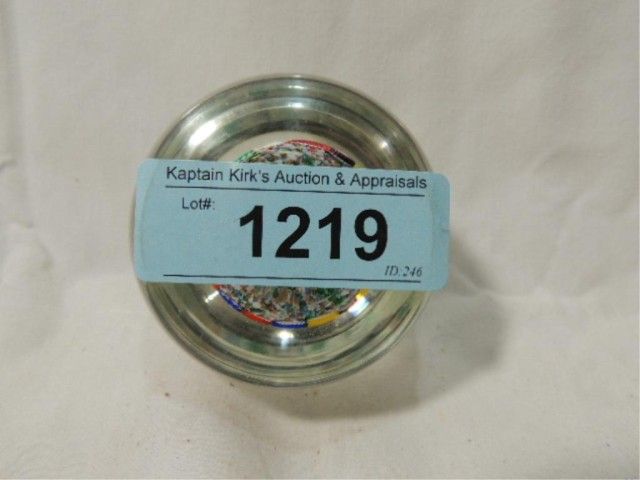 Kaptain Kirk's Auction & Appraisals
Lot#:
1219
ID:246